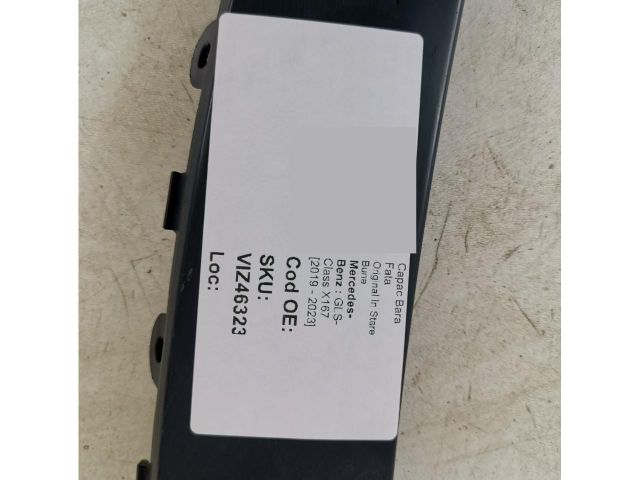 Capac Bara
Fata
Original In Stare
Buna
Mercedes-
Benz : GLS-
Class X167
[2019 - 2023]
Cod OE:
SKU:
VIZ46323
Loc: